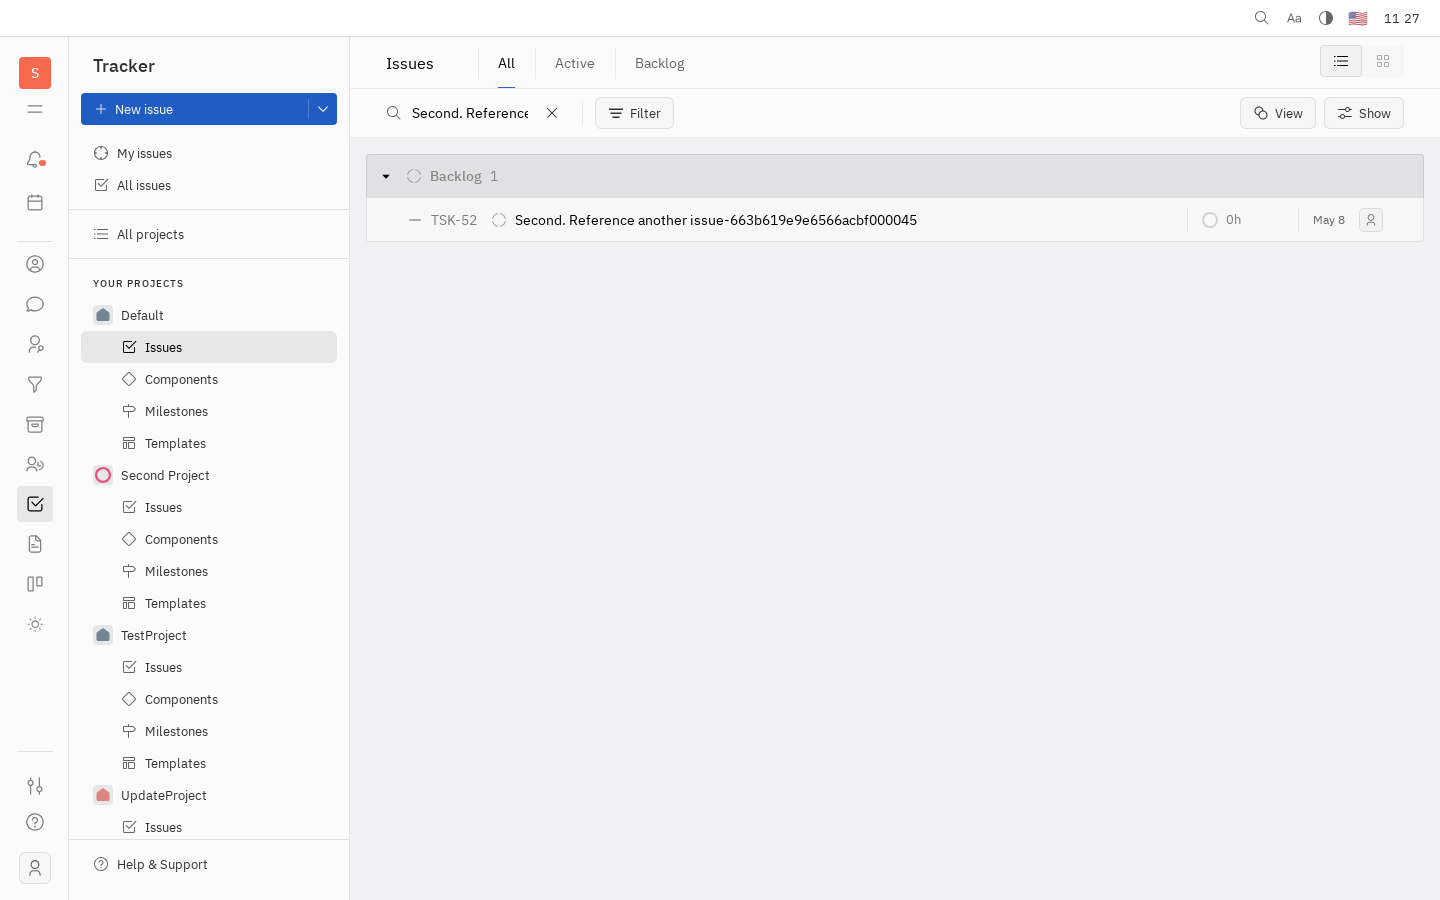 Aa
11 27
S
Tracker
New issue
My issues
All issues
All projects
YOUR PROJECTS
Default
Issues
Components
Milestones
Templates
Second Project
Issues
Components
Milestones
Templates
TestProject
Issues
Components
Milestones
Templates
UpdateProject
Issues
Help & Support
Issues
All
Active
Backlog
Second. Reference
Filter
View
Show
Backlog 1
TSK-52 Second. Reference another issue-663b619e9e6566acbf000045 0h May 8